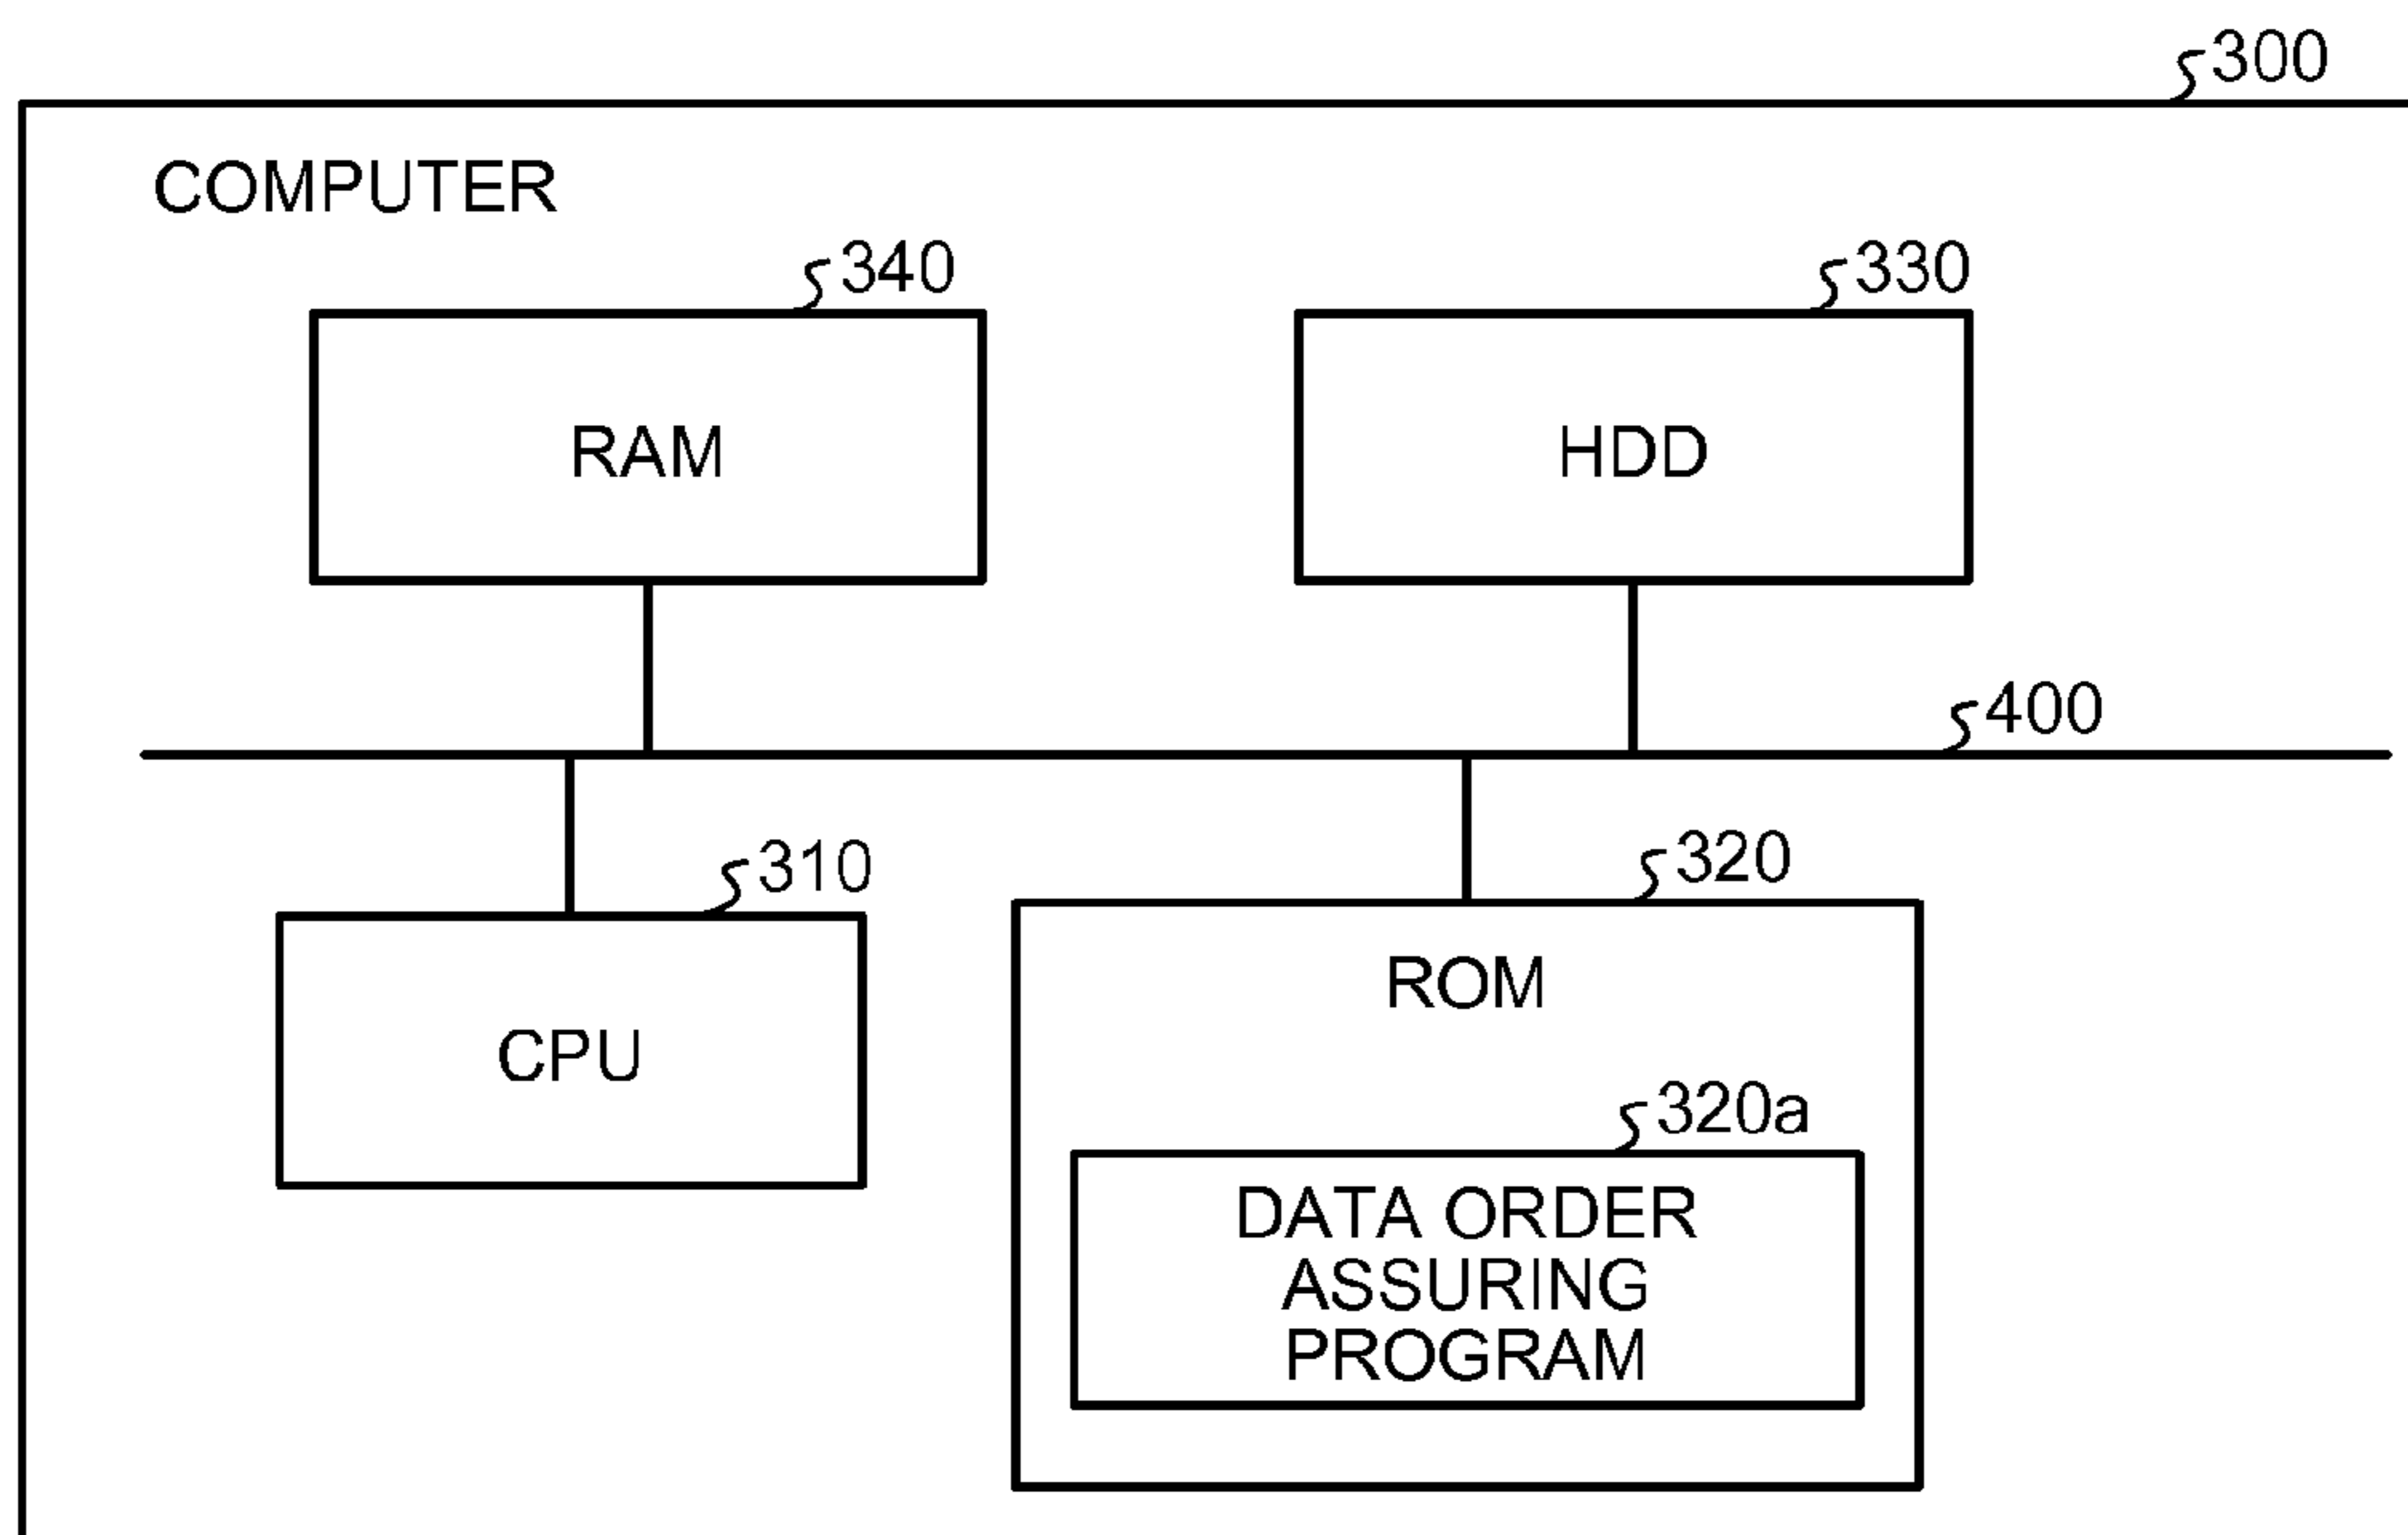 300
COMPUTER
340
330
RAM
HDD
400
310
320
CPU
ROM
320a
DATA ORDER
ASSURING
PROGRAM